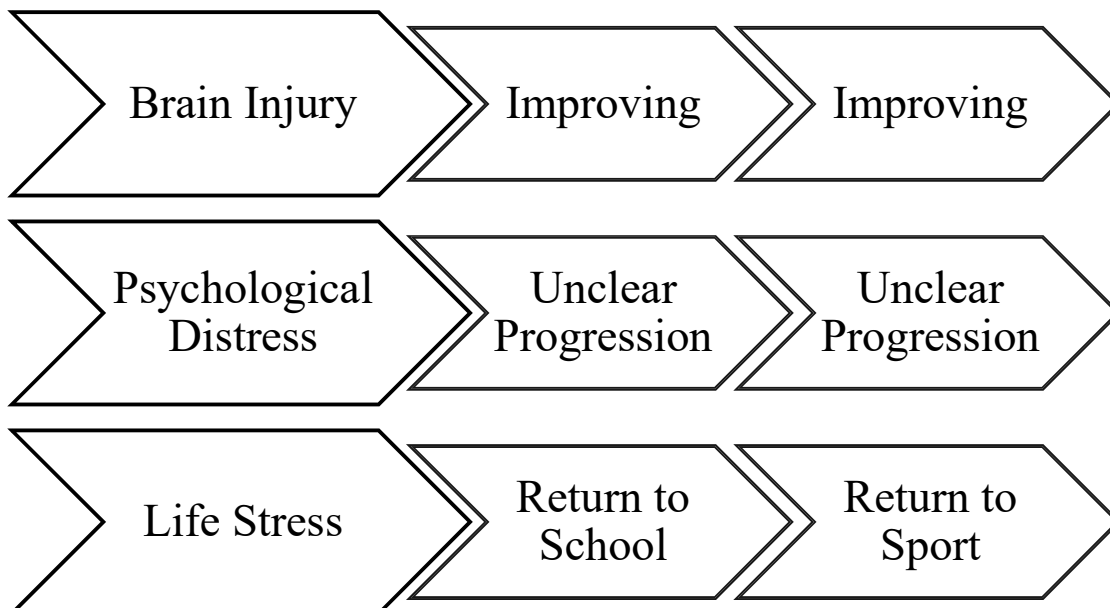 Brain Injury
Improving
Improving
Psychological
Distress
Unclear
Progression
Unclear
Progression
Life Stress
Return to
School
Return to
Sport